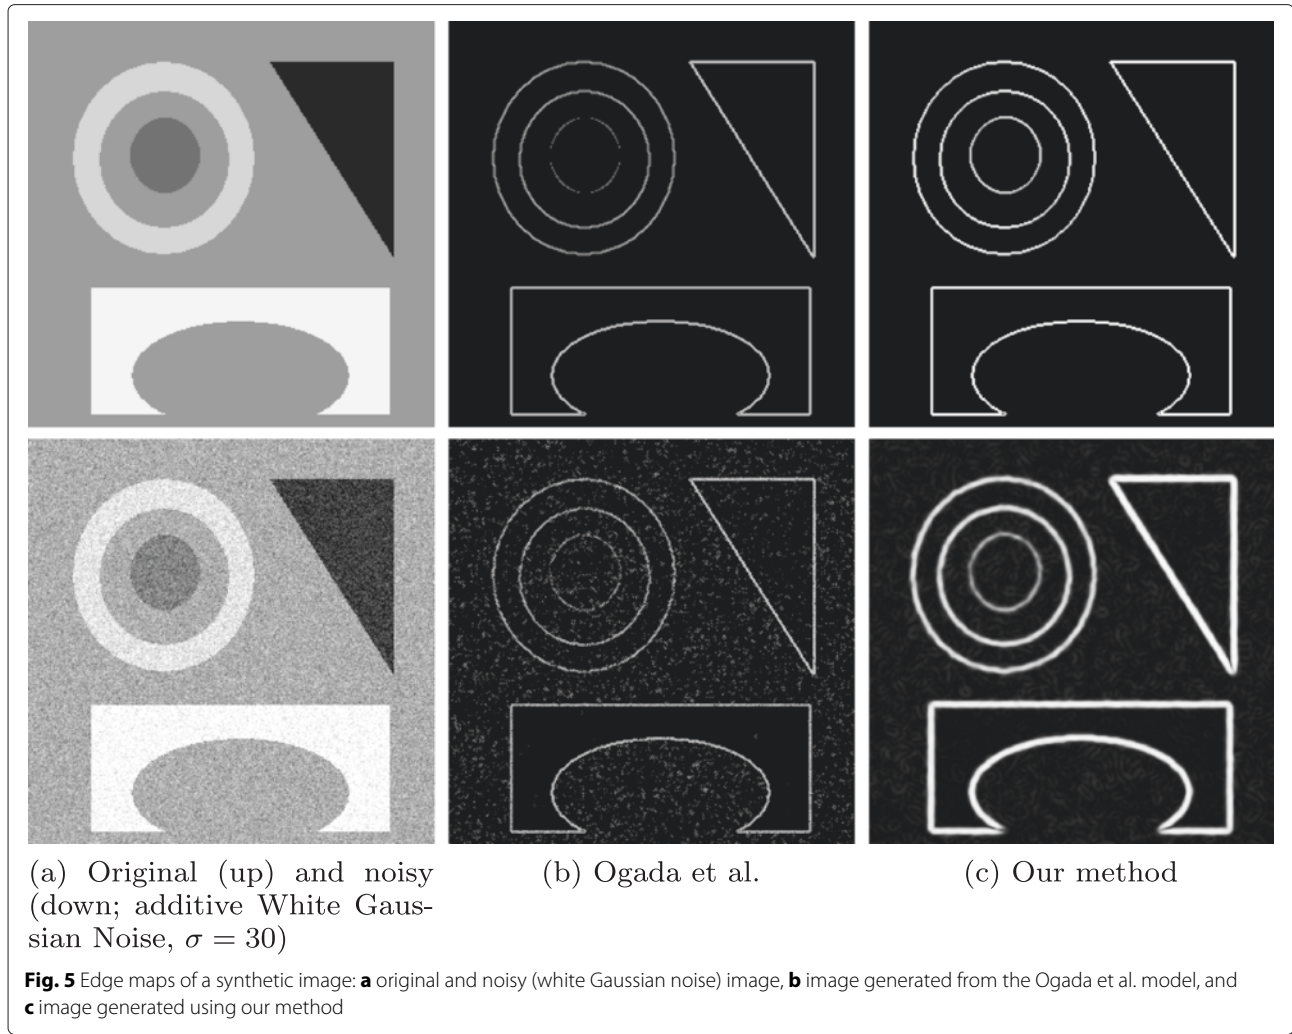 (a) Original (up) and noisy
(down; additive White Gaus-
sian Noise, σ = 30)
(b) Ogada et al.
(c) Our method
Fig. 5 Edge maps of a synthetic image: a original and noisy (white Gaussian noise) image, b image generated from the Ogada et al. model, and
c image generated using our method